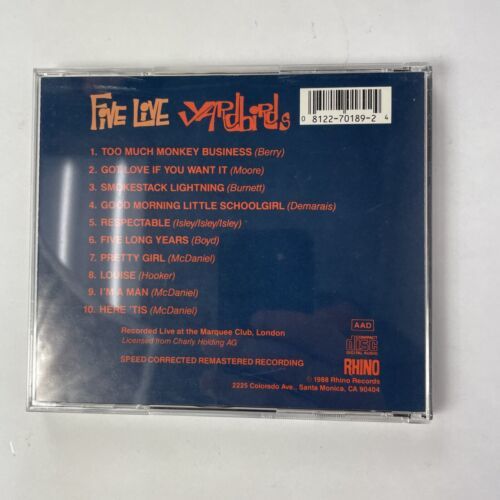 FIVE LIVE YARDBIRDS
0 8122-70189-2 4
1. TOO MUCH MONKEY BUSINESS (Berry)
2. GOT LOVE IF YOU WANT IT (Moore)
3. SMOKESTACK LIGHTNING (Burnett)
4. GOOD MORNING LITTLE SCHOOLGIRL (Demarais)
5. RESPECTABLE (Isley/Isley/Isley)
6. FIVE LONG YEARS (Boyd)
7. PRETTY GIRL (McDaniel)
8. LOUISE (Hooker)
9. I'M A MAN (McDaniel)
10. HERE 'TIS (McDaniel)
Recorded Live at the Marquee Club, London
Licensed from Charly Holding AG
SPEED CORRECTED REMASTERED RECORDING
AAD
COMPACT
disc
DIGITAL AUDIO
RHINO
© 1988 Rhino Records
2225 Colorado Ave., Santa Monica, CA 90404